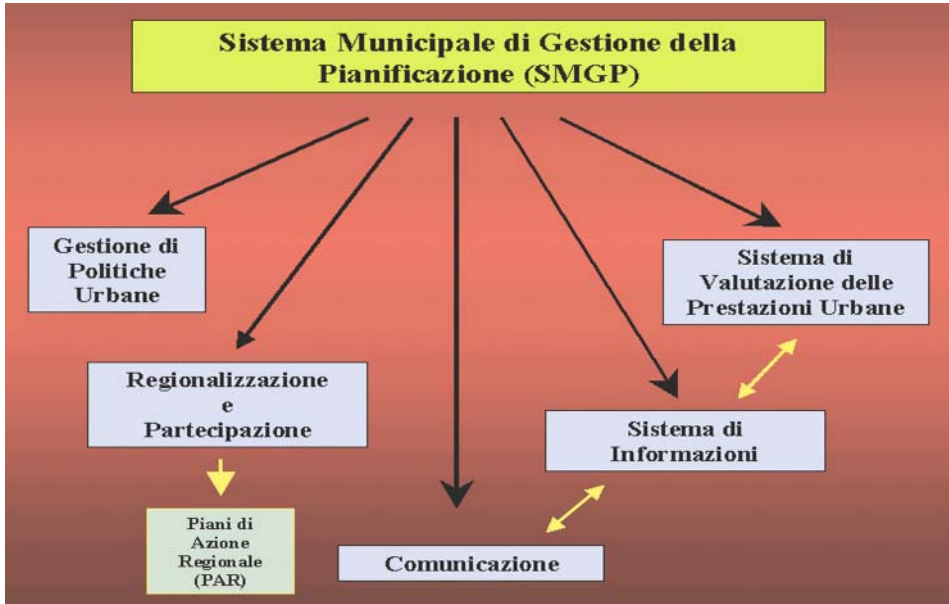 Sistema Municipale di Gestione della
Pianificazione (SMGP)
Gestione di
Politiche
Urbane
Sistema di
Valutazione delle
Prestazioni Urbane
Regionalizzazione
e
Partecipazione
Sistema di
Informazioni
Piani di
Azione
Regionale
(PAR)
Comunicazione